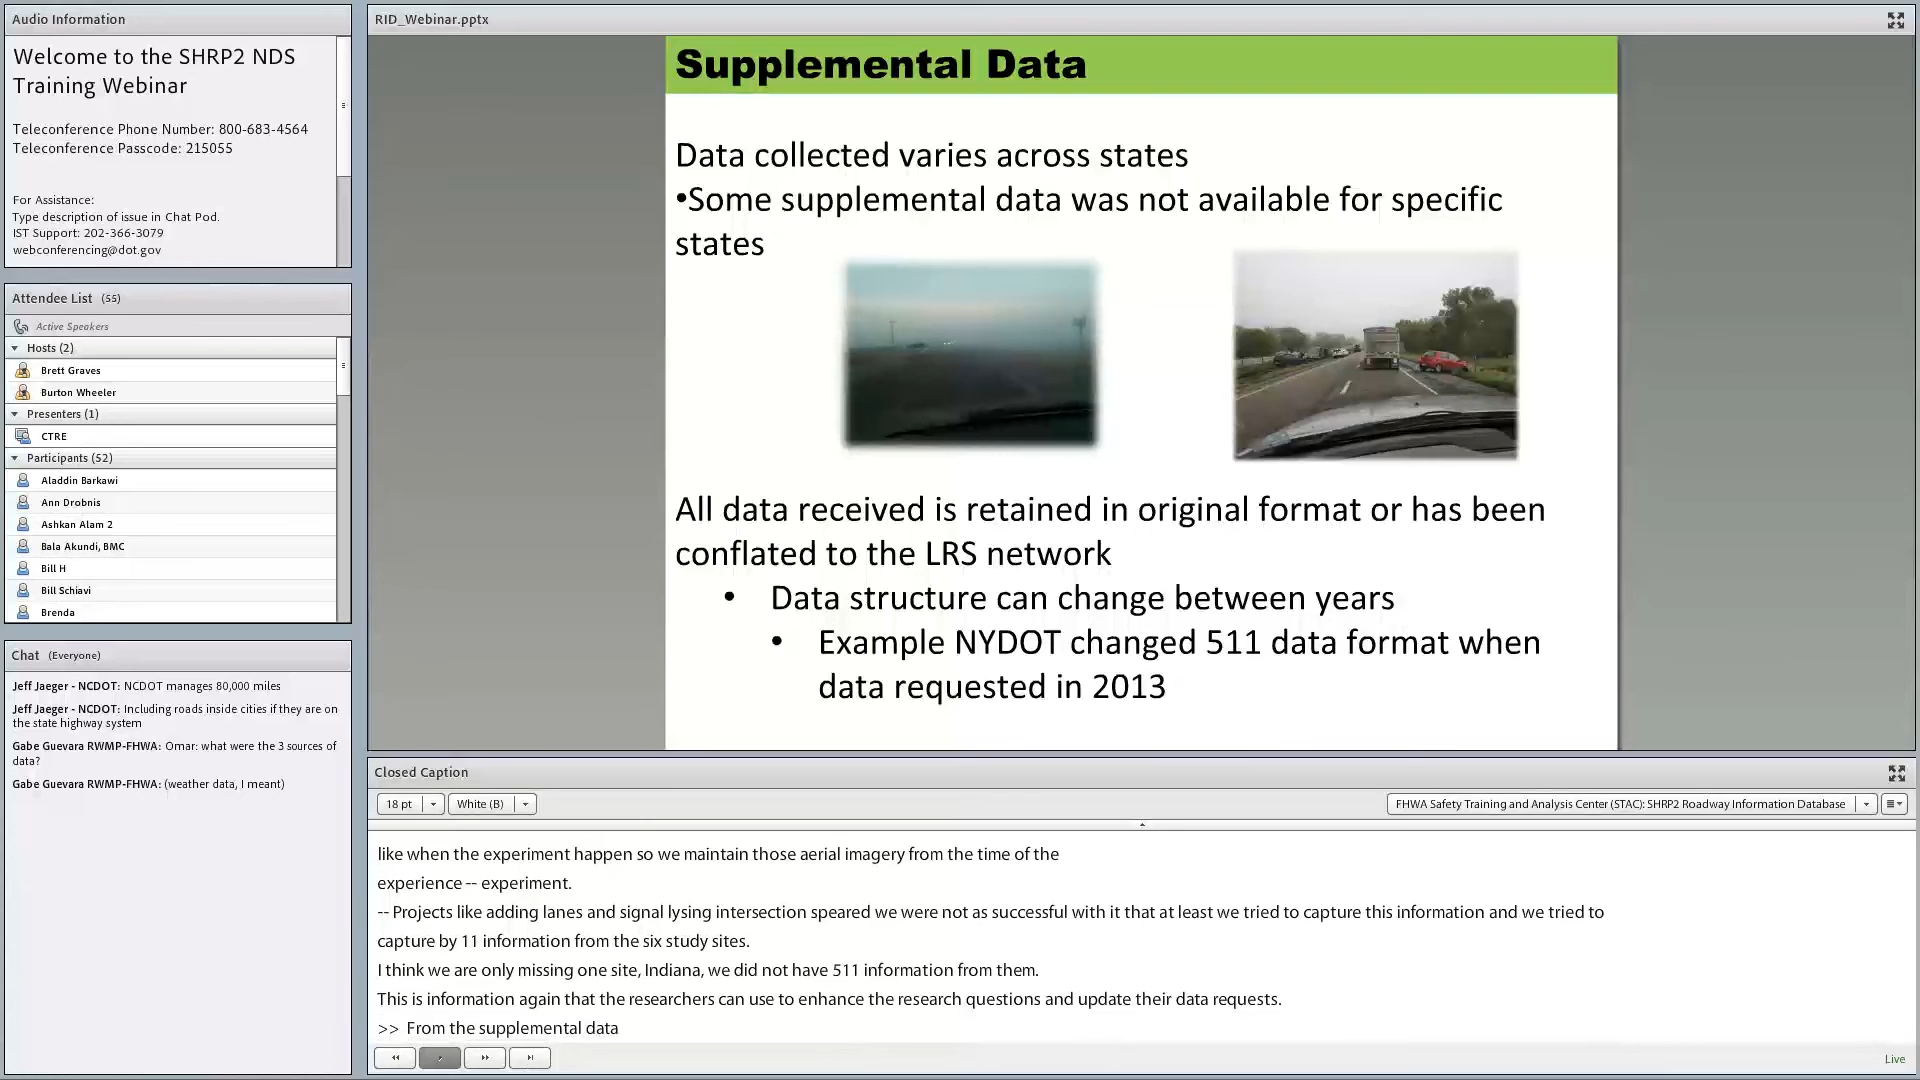 Audio Information
Welcome to the SHRP2 NDS
Training Webinar
Teleconference Phone Number: 800-683-4564
Teleconference Passcode: 215055
For Assistance:
Type description of issue in Chat Pod.
IST Support: 202-366-3079
webconferencing@dot.gov
Attendee List (55)
Active Speakers
Hosts (2)
Brett Graves
Burton Wheeler
Presenters (1)
CTRE
Participants (52)
Aladdin Barkawi
Ann Drobnis
Ashkan Alam 2
Bala Akundi, BMC
Bill H
Bill Schiavi
Brenda
Chat (Everyone)
Jeff Jaeger - NCDOT: NCDOT manages 80,000 miles
Jeff Jaeger - NCDOT: Including roads inside cities if they are on
the state highway system
Gabe Guevara RWMP-FHWA: Omar: what were the 3 sources of
data?
Gabe Guevara RWMP-FHWA: (weather data, I meant)
RID_Webinar.pptx
Supplemental Data
Data collected varies across states
•Some supplemental data was not available for specific
states
All data received is retained in original format or has been
conflated to the LRS network
• Data structure can change between years
• Example NYDOT changed 511 data format when
data requested in 2013
Closed Caption
18 pt
White (B)
FHWA Safety Training and Analysis Center (STAC): SHRP2 Roadway Information Database
like when the experiment happen so we maintain those aerial imagery from the time of the
experience -- experiment.
-- Projects like adding lanes and signal lysing intersection speared we were not as successful with it that at least we tried to capture this information and we tried to
capture by 11 information from the six study sites.
I think we are only missing one site, Indiana, we did not have 511 information from them.
This is information again that the researchers can use to enhance the research questions and update their data requests.
>> From the supplemental data
Live